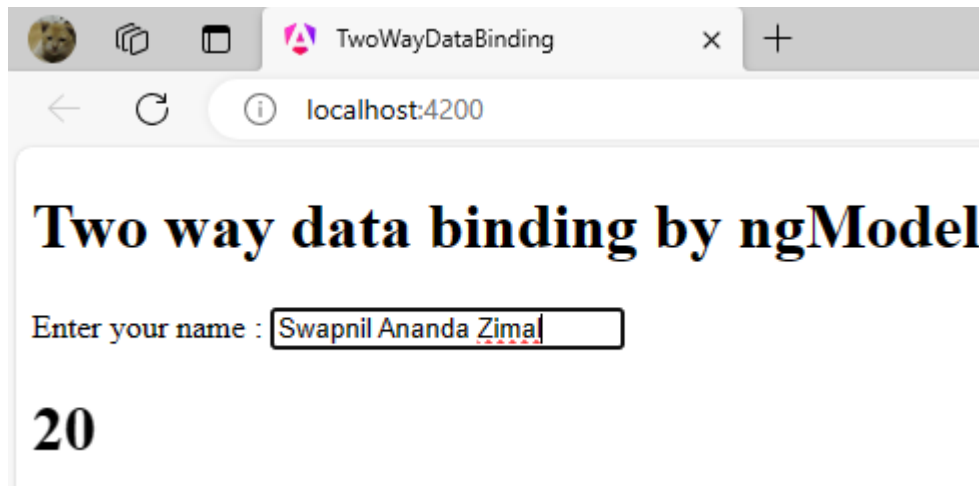 TwoWayDataBinding
localhost:4200
Two way data binding by ngModel
Enter your name : Swapnil Ananda Zimal
20